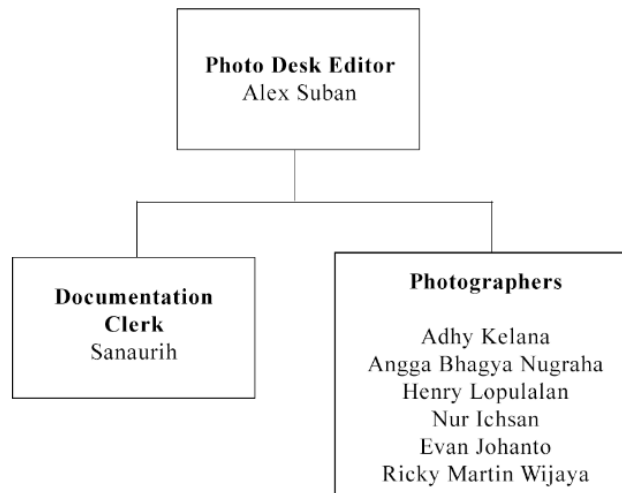 Photo Desk Editor
Alex Suban
Documentation
Clerk
Sanaurih
Photographers
Adhy Kelana
Angga Bhagya Nugraha
Henry Lopulalan
Nur Ichsan
Evan Johanto
Ricky Martin Wijaya